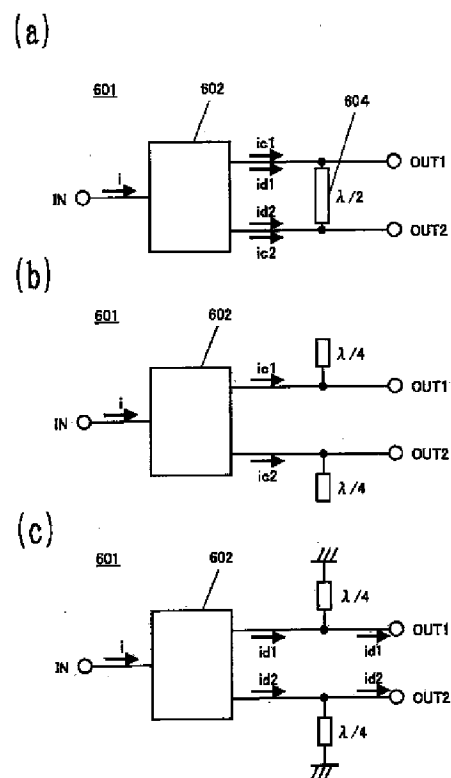 (a)
601
602
604
ic1
id1
OUT1
i
IN
λ/2
id2
ic2
OUT2
(b)
601
602
λ/4
ic1
OUT1
i
IN
OUT2
ic2
λ/4
(c)
601
602
λ/4
OUT1
id1
id1
i
IN
id2
id2
OUT2
λ/4